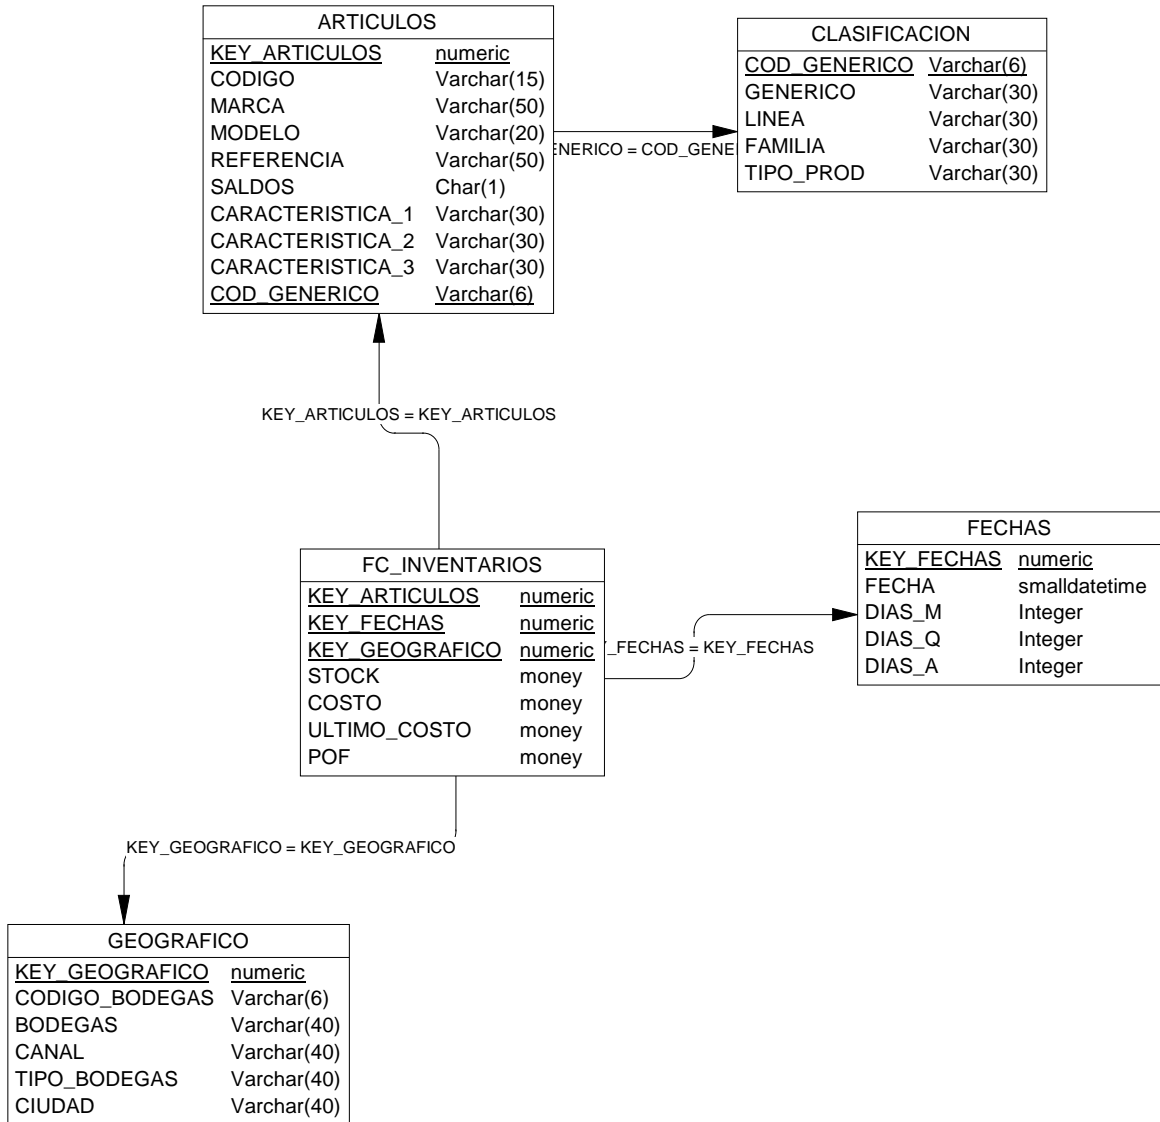 ARTICULOS
KEY_ARTICULOS numeric
CODIGO Varchar(15)
MARCA Varchar(50)
MODELO Varchar(20)
REFERENCIA Varchar(50)
SALDOS Char(1)
CARACTERISTICA_1 Varchar(30)
CARACTERISTICA_2 Varchar(30)
CARACTERISTICA_3 Varchar(30)
COD_GENERICO Varchar(6)
ENERICO = COD_GENE
CLASIFICACION
COD_GENERICO Varchar(6)
GENERICO Varchar(30)
LINEA Varchar(30)
FAMILIA Varchar(30)
TIPO_PROD Varchar(30)
KEY_ARTICULOS = KEY_ARTICULOS
FC_INVENTARIOS
KEY_ARTICULOS numeric
KEY_FECHAS numeric
KEY_GEOGRAFICO numeric
STOCK money
COSTO money
ULTIMO_COSTO money
POF money
_FECHAS = KEY_FECHAS
FECHAS
KEY_FECHAS numeric
FECHA smalldatetime
DIAS_M Integer
DIAS_Q Integer
DIAS_A Integer
KEY_GEOGRAFICO = KEY_GEOGRAFICO
GEOGRAFICO
KEY_GEOGRAFICO numeric
CODIGO_BODEGAS Varchar(6)
BODEGAS Varchar(40)
CANAL Varchar(40)
TIPO_BODEGAS Varchar(40)
CIUDAD Varchar(40)